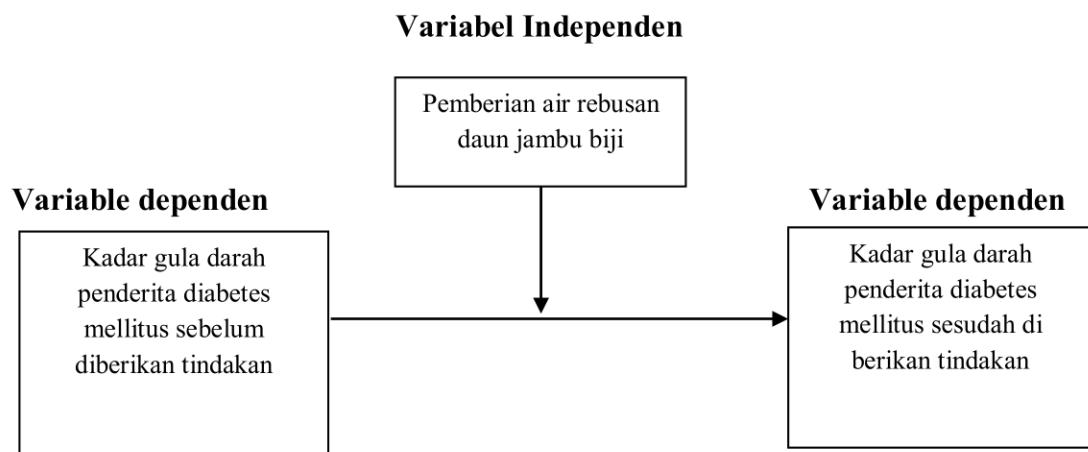 Variabel Independen
Pemberian air rebusan
daun jambu biji
Variable dependen
Kadar gula darah
penderita diabetes
mellitus sebelum
diberikan tindakan
Variable dependen
Kadar gula darah
penderita diabetes
mellitus sesudah di
berikan tindakan